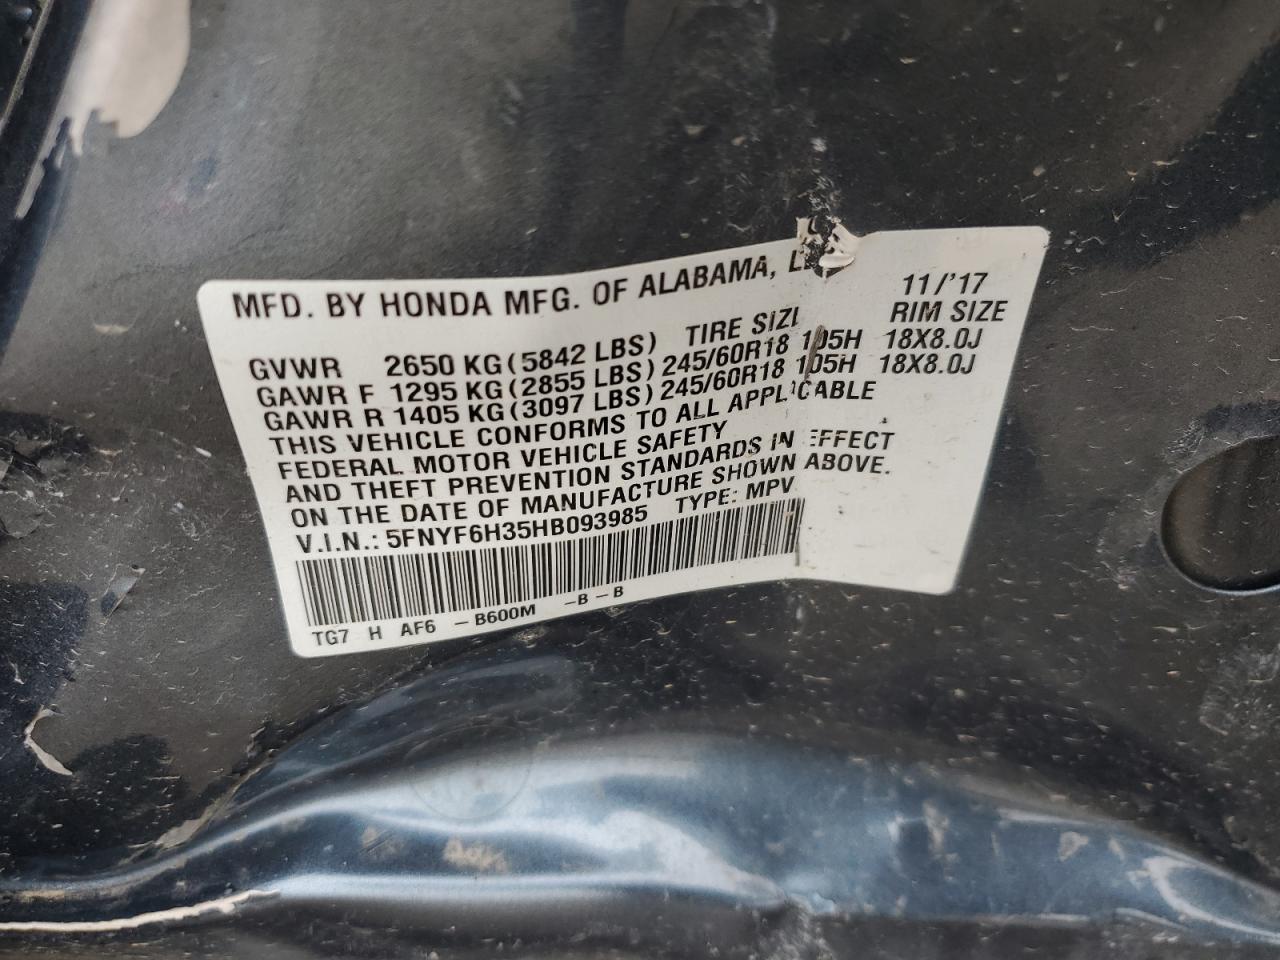 MFD. BY HONDA MFG. OF ALABAMA, 11/'17
TIRE SIZ RIM SIZE
GVWR 2650 KG (5842 LBS)
GAWR F 1295 KG (2855 LBS) 245/60R18 105H 18X8.0J
GAWR R 1405 KG (3097 LBS) 245/60R18 105H 18X8.0J
THIS VEHICLE CONFORMS TO ALL APPLICABLE
FEDERAL MOTOR VEHICLE SAFETY
AND THEFT PREVENTION STANDARDS IN EFFECT
ON THE DATE OF MANUFACTURE SHOWN ABOVE.
V.I.N.: 5FNYF6H35HB093985 TYPE: MPV
TG7 H AF6 -B600M -B-B